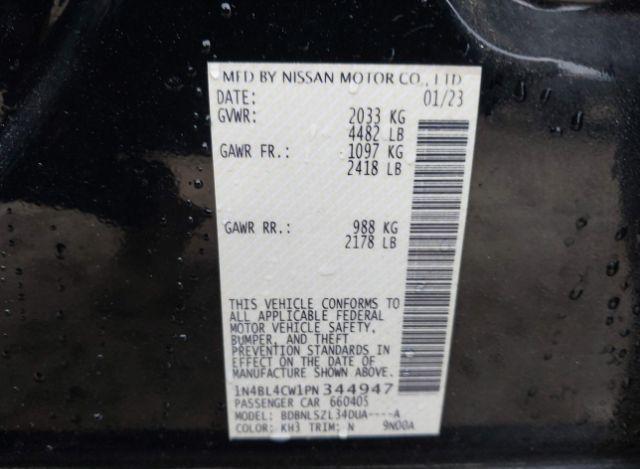 MFD BY NISSAN MOTOR CO., LTD
DATE: 01/23
GVWR: 2033 KG
4482 LB
GAWR FR.: 1097 KG
2418 LB
GAWR RR.: 988 KG
2178 LB
THIS VEHICLE CONFORMS TO
ALL APPLICABLE FEDERAL
MOTOR VEHICLE SAFETY,
BUMPER, AND THEFT
PREVENTION STANDARDS IN
EFFECT ON THE DATE OF
MANUFACTURE SHOWN ABOVE.
1N4BL4CW1PN344947
PASSENGER CAR 660405
MODEL: BDBNLSZL34DUA----A
COLOR: KH3 TRIM: N 9N00A